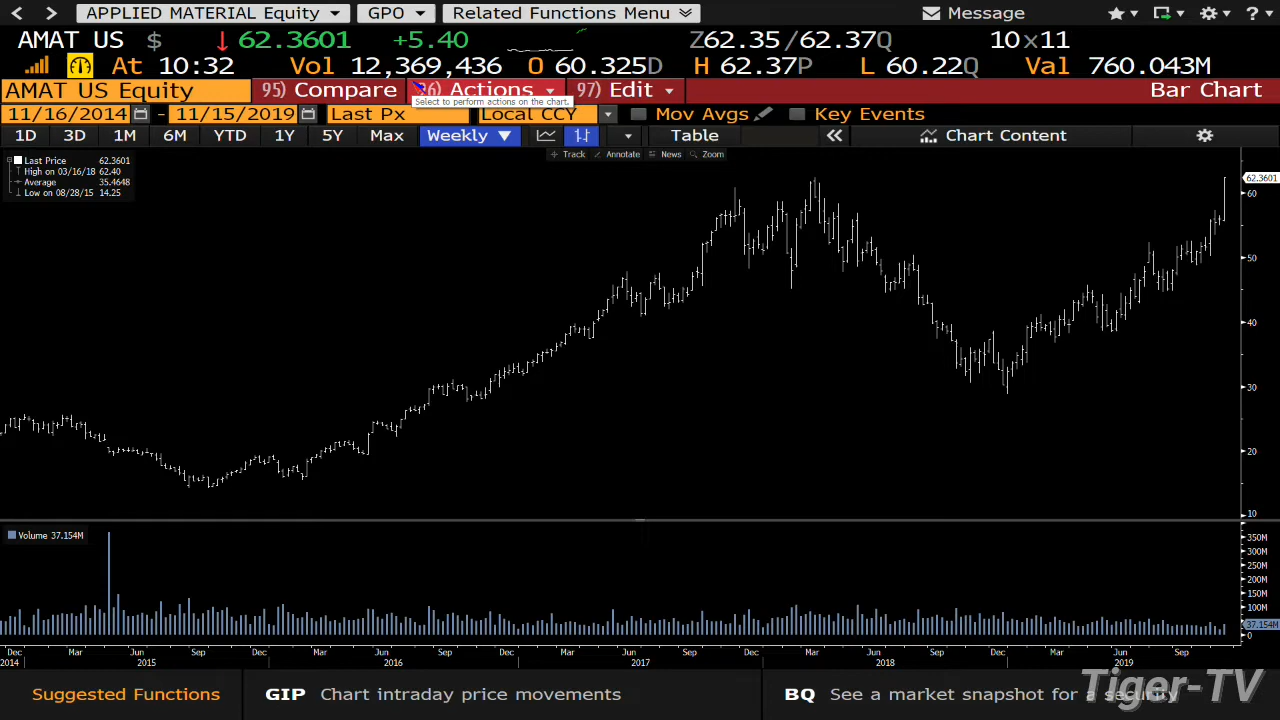 APPLIED MATERIAL Equity GPO Related Functions Menu Message ?
AMAT US $ 62.3601 +5.40 Z62.35/62.37Q 10x11
At 10:32 Vol 12,369,436 O 60.325D H 62.37P L 60.22Q Val 760.043M
AMAT US Equity 95) Compare Actions 97) Edit Bar Chart
Select to perform actions on the chart.
11/16/2014 - 11/15/2019 Last Px Local CCY Mov Avgs Key Events
1D 3D 1M 6M YTD 1Y 5Y Max Weekly ▼ Table « Chart Content
Track Annotate News Zoom
Last Price 62.3601
High on 03/16/18 62.40
Average 35.4648
Low on 08/28/15 14.25
62.3601
60
50
40
30
20
10
Volume 37.154M
350M
300M
250M
200M
150M
100M
37.154M
0
Dec Mar Jun Sep Dec Mar Jun Sep Dec Mar Jun Sep Dec Mar Jun Sep Dec Mar Jun Sep
2014 2015 2016 2017 2018 2019
Suggested Functions GIP Chart intraday price movements BQ See a market snapshot for a security
Tiger-TV